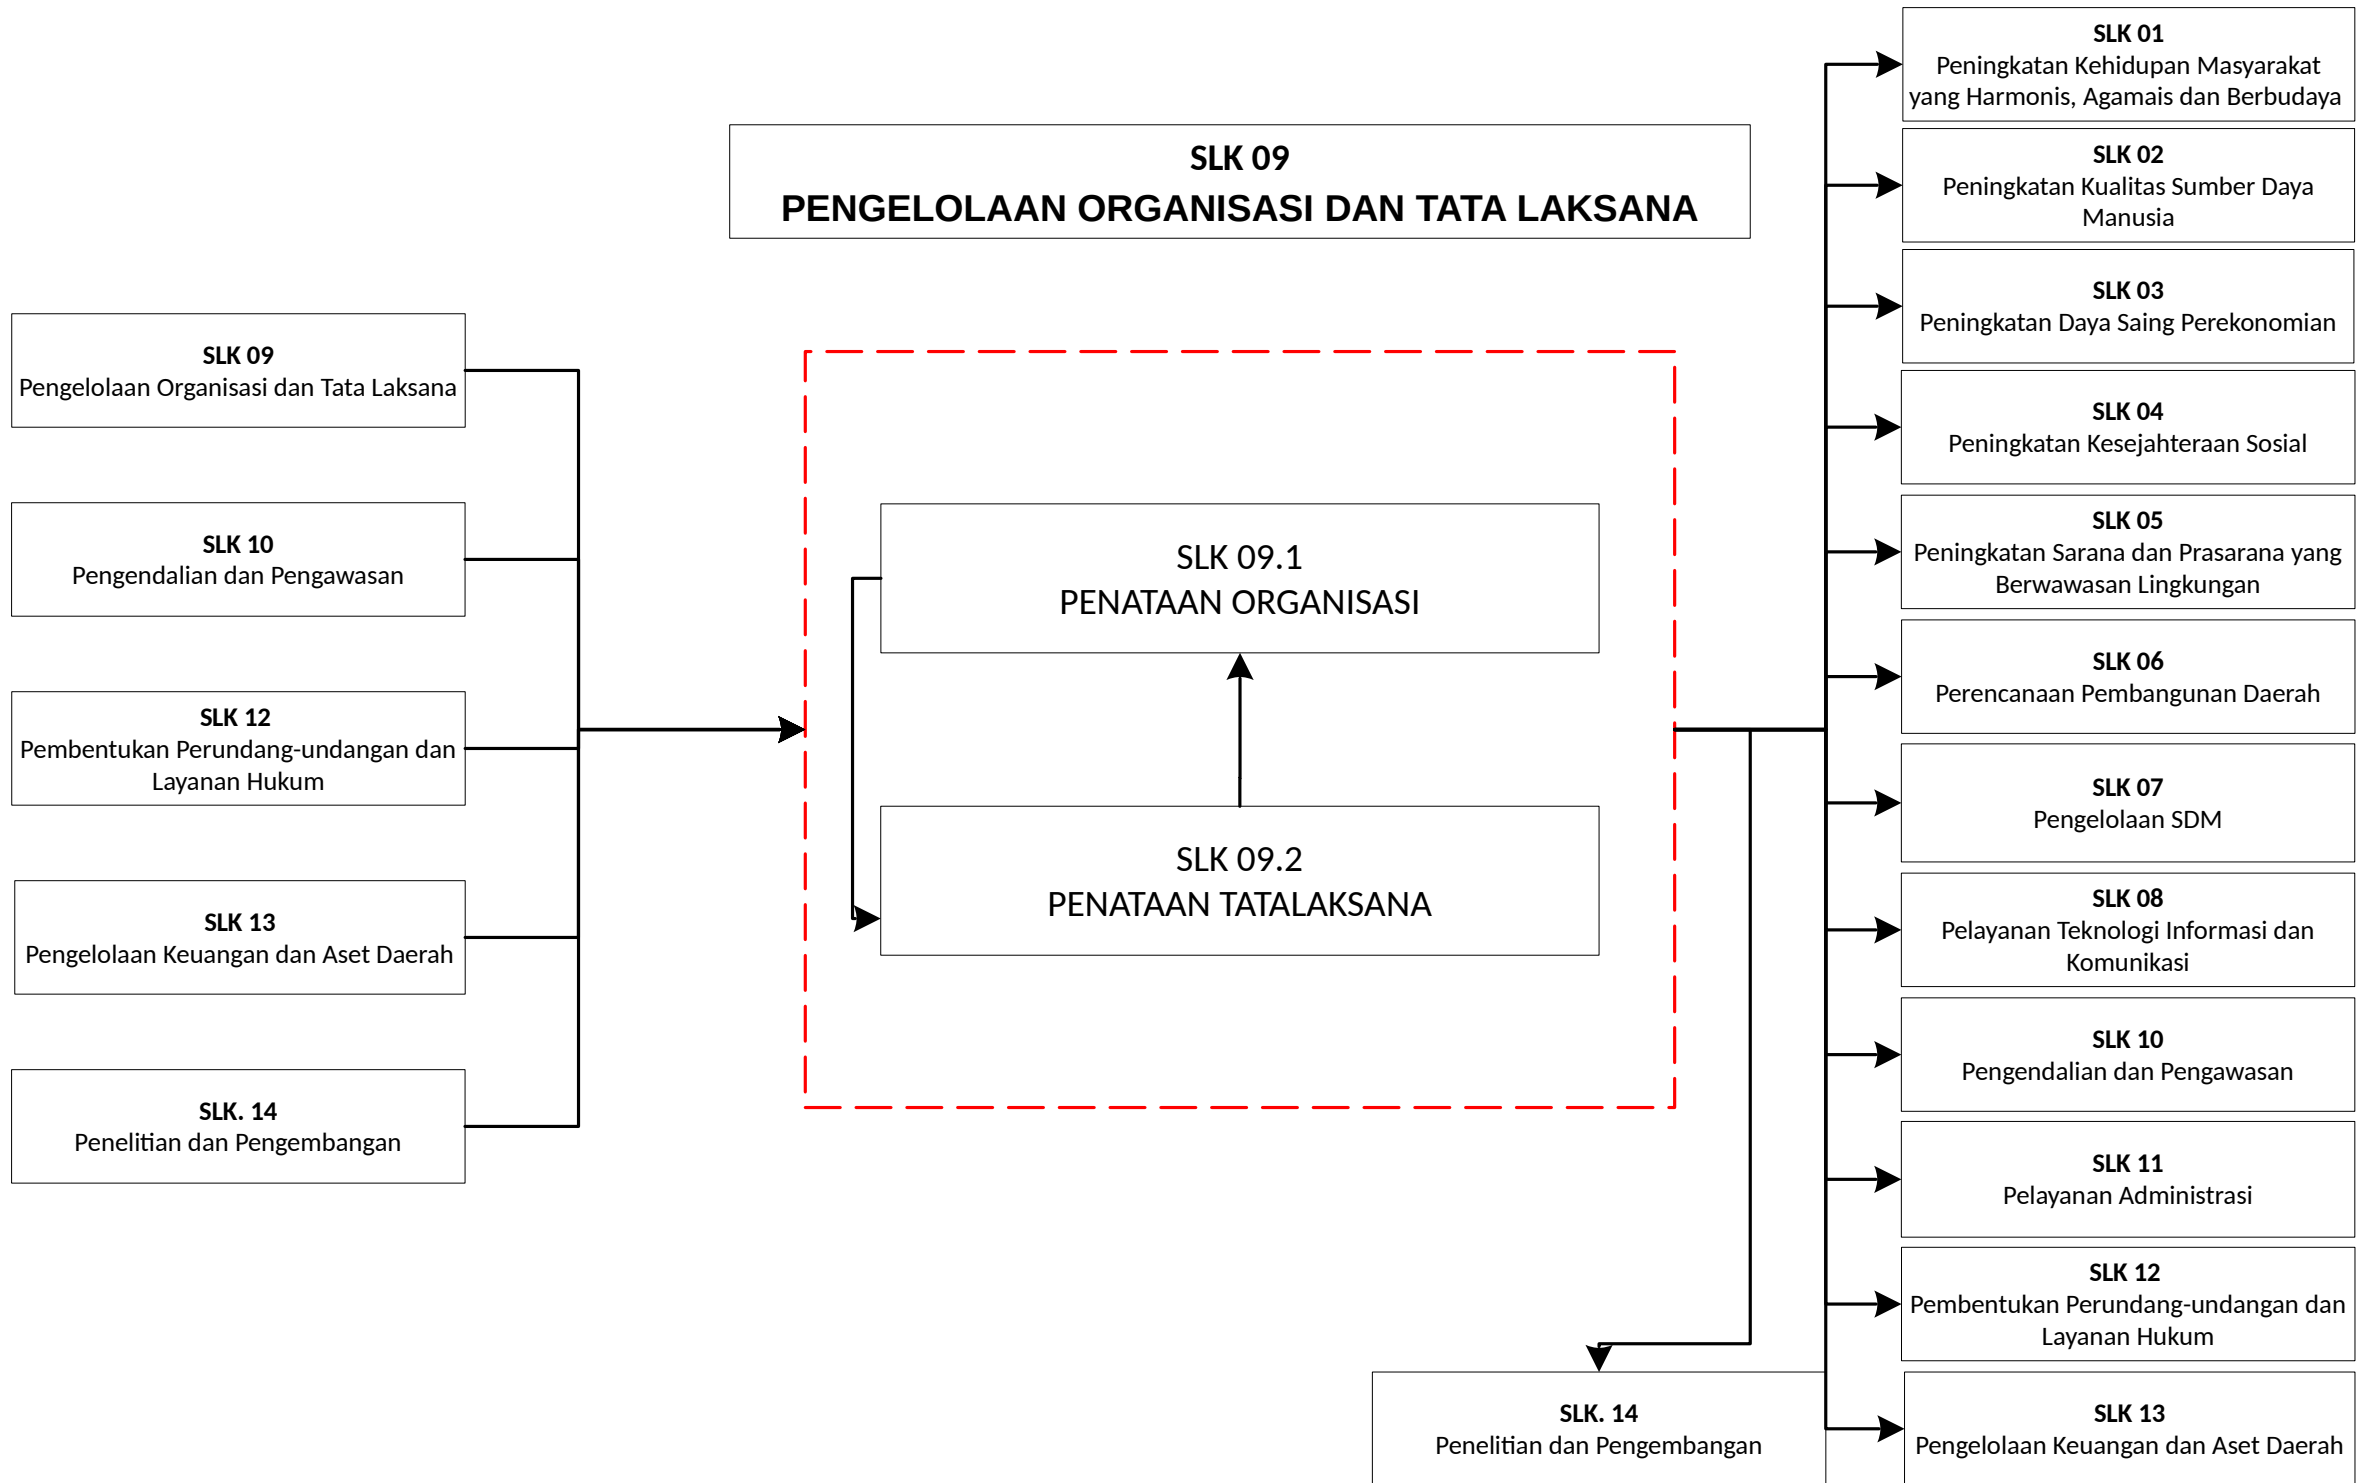 SLK 09
PENGELOLAAN ORGANISASI DAN TATA LAKSANA
SLK 09
Pengelolaan Organisasi dan Tata Laksana
SLK 10
Pengendalian dan Pengawasan
SLK 12
Pembentukan Perundang-undangan dan
Layanan Hukum
SLK 13
Pengelolaan Keuangan dan Aset Daerah
SLK. 14
Penelitian dan Pengembangan
SLK 09.1
PENATAAN ORGANISASI
SLK 09.2
PENATAAN TATALAKSANA
SLK 01
Peningkatan Kehidupan Masyarakat
yang Harmonis, Agamais dan Berbudaya
SLK 02
Peningkatan Kualitas Sumber Daya
Manusia
SLK 03
Peningkatan Daya Saing Perekonomian
SLK 04
Peningkatan Kesejahteraan Sosial
SLK 05
Peningkatan Sarana dan Prasarana yang
Berwawasan Lingkungan
SLK 06
Perencanaan Pembangunan Daerah
SLK 07
Pengelolaan SDM
SLK 08
Pelayanan Teknologi Informasi dan
Komunikasi
SLK 10
Pengendalian dan Pengawasan
SLK 11
Pelayanan Administrasi
SLK 12
Pembentukan Perundang-undangan dan
Layanan Hukum
SLK 13
Pengelolaan Keuangan dan Aset Daerah
SLK. 14
Penelitian dan Pengembangan